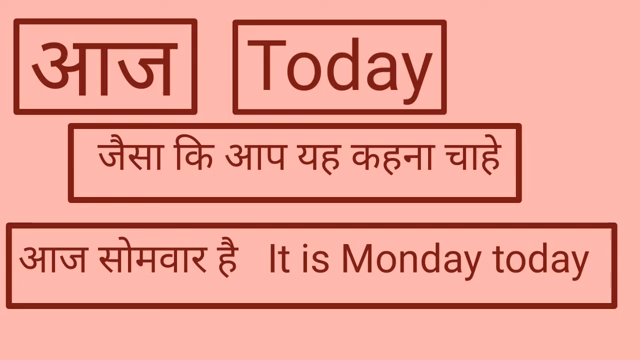 आज Today
जैसा कि आप यह कहना चाहे
आज सोमवार है It is Monday today